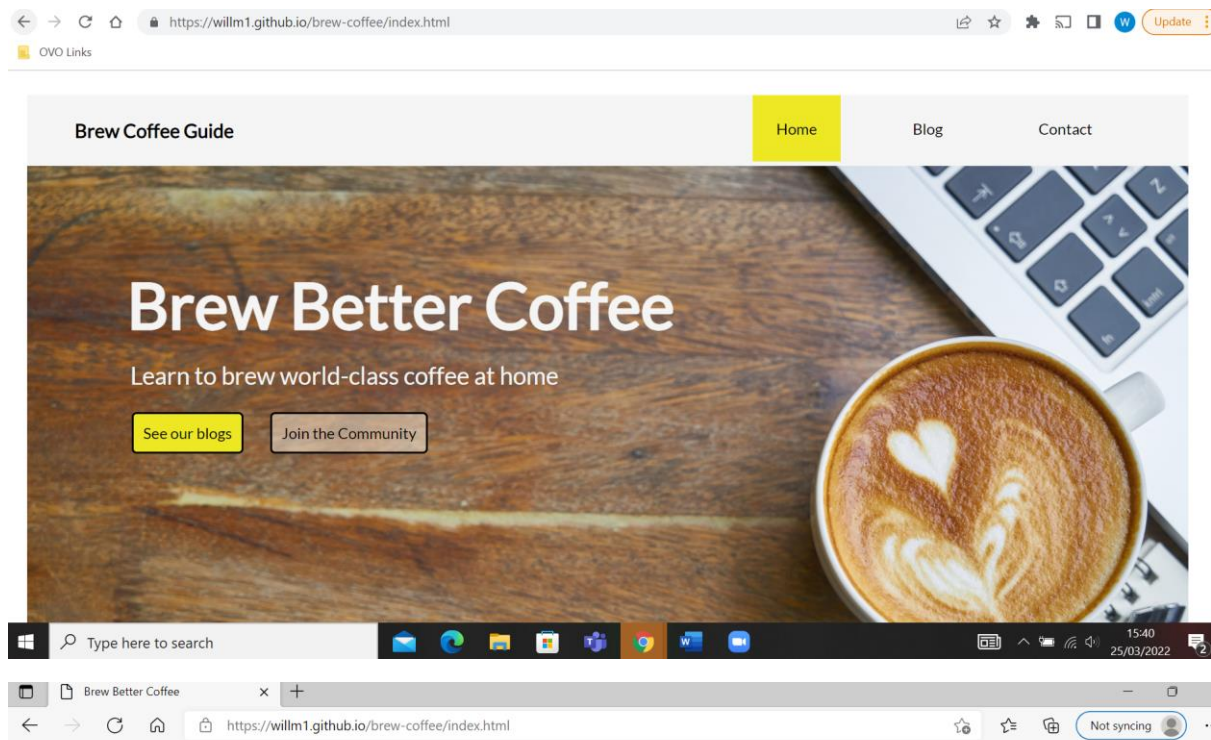 https://willm1.github.io/brew-coffee/index.html
W
Update
OVO Links
Brew Coffee Guide
Home
Blog
Contact
Brew Better Coffee
Learn to brew world-class coffee at home
See our blogs
Join the Community
Type here to search
15:40
25/03/2022
2
Brew Better Coffee
https://willm1.github.io/brew-coffee/index.html
Not syncing